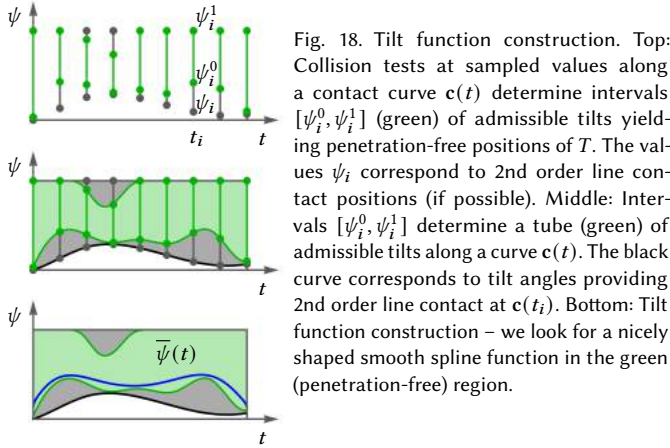 ψ
ψ_i^1
ψ_i^0
ψ_i
t_i
t
ψ
t
ψ
ψ̅(t)
t
Fig. 18. Tilt function construction. Top:
Collision tests at sampled values along
a contact curve c(t) determine intervals
[ψ_i^0, ψ_i^1] (green) of admissible tilts yield-
ing penetration-free positions of T. The val-
ues ψ_i correspond to 2nd order line con-
tact positions (if possible). Middle: Inter-
vals [ψ_i^0, ψ_i^1] determine a tube (green) of
admissible tilts along a curve c(t). The black
curve corresponds to tilt angles providing
2nd order line contact at c(t_i). Bottom: Tilt
function construction – we look for a nicely
shaped smooth spline function in the green
(penetration-free) region.